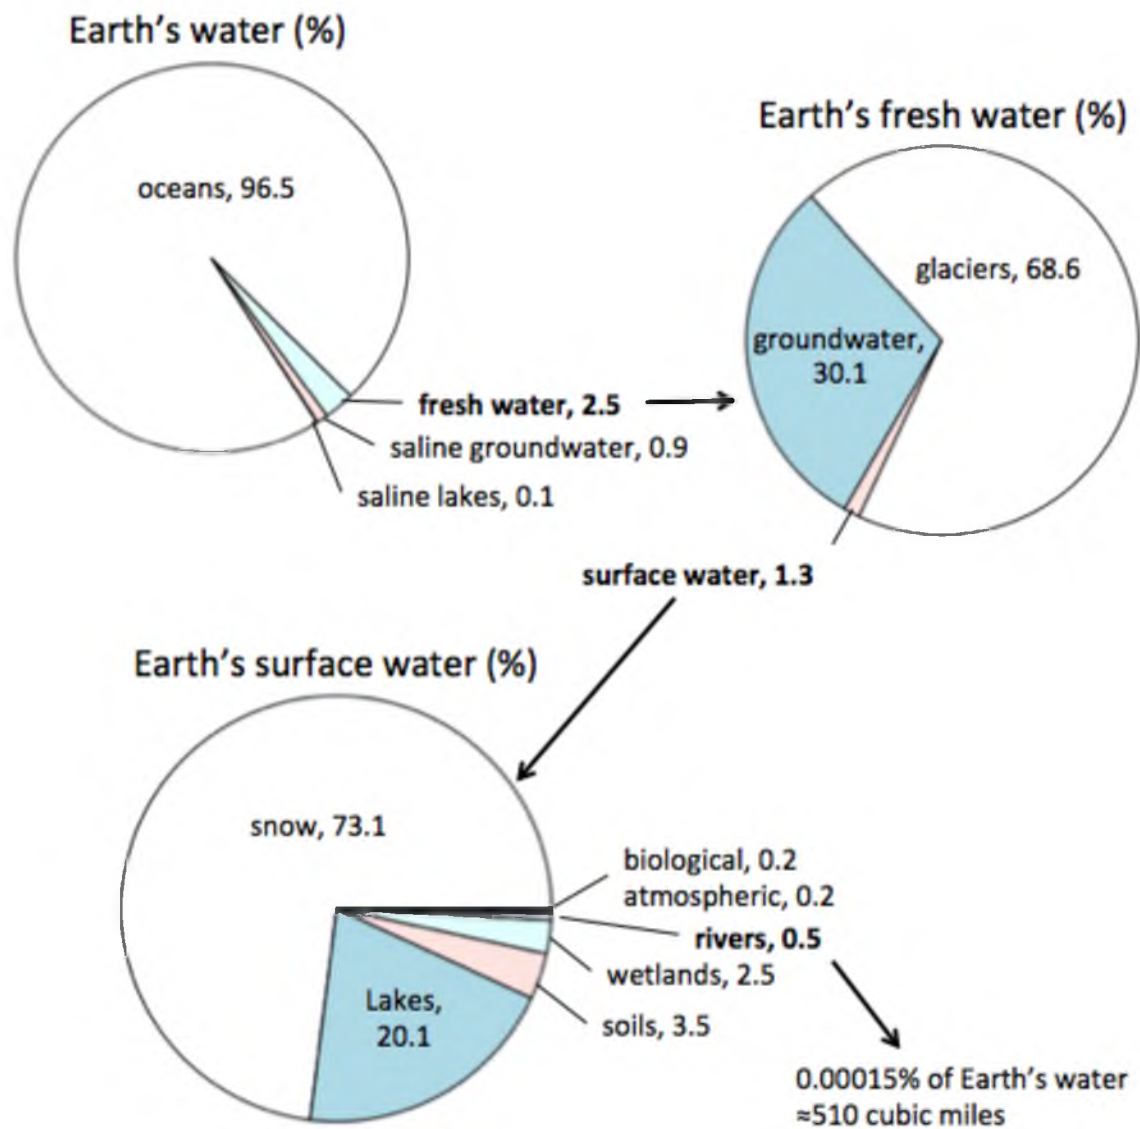 Earth's water (%)
oceans, 96.5
fresh water, 2.5
saline groundwater, 0.9
saline lakes, 0.1
Earth's fresh water (%)
glaciers, 68.6
groundwater,
30.1
surface water, 1.3
Earth's surface water (%)
snow, 73.1
biological, 0.2
atmospheric, 0.2
rivers, 0.5
wetlands, 2.5
soils, 3.5
Lakes,
20.1
0.00015% of Earth's water
≈510 cubic miles